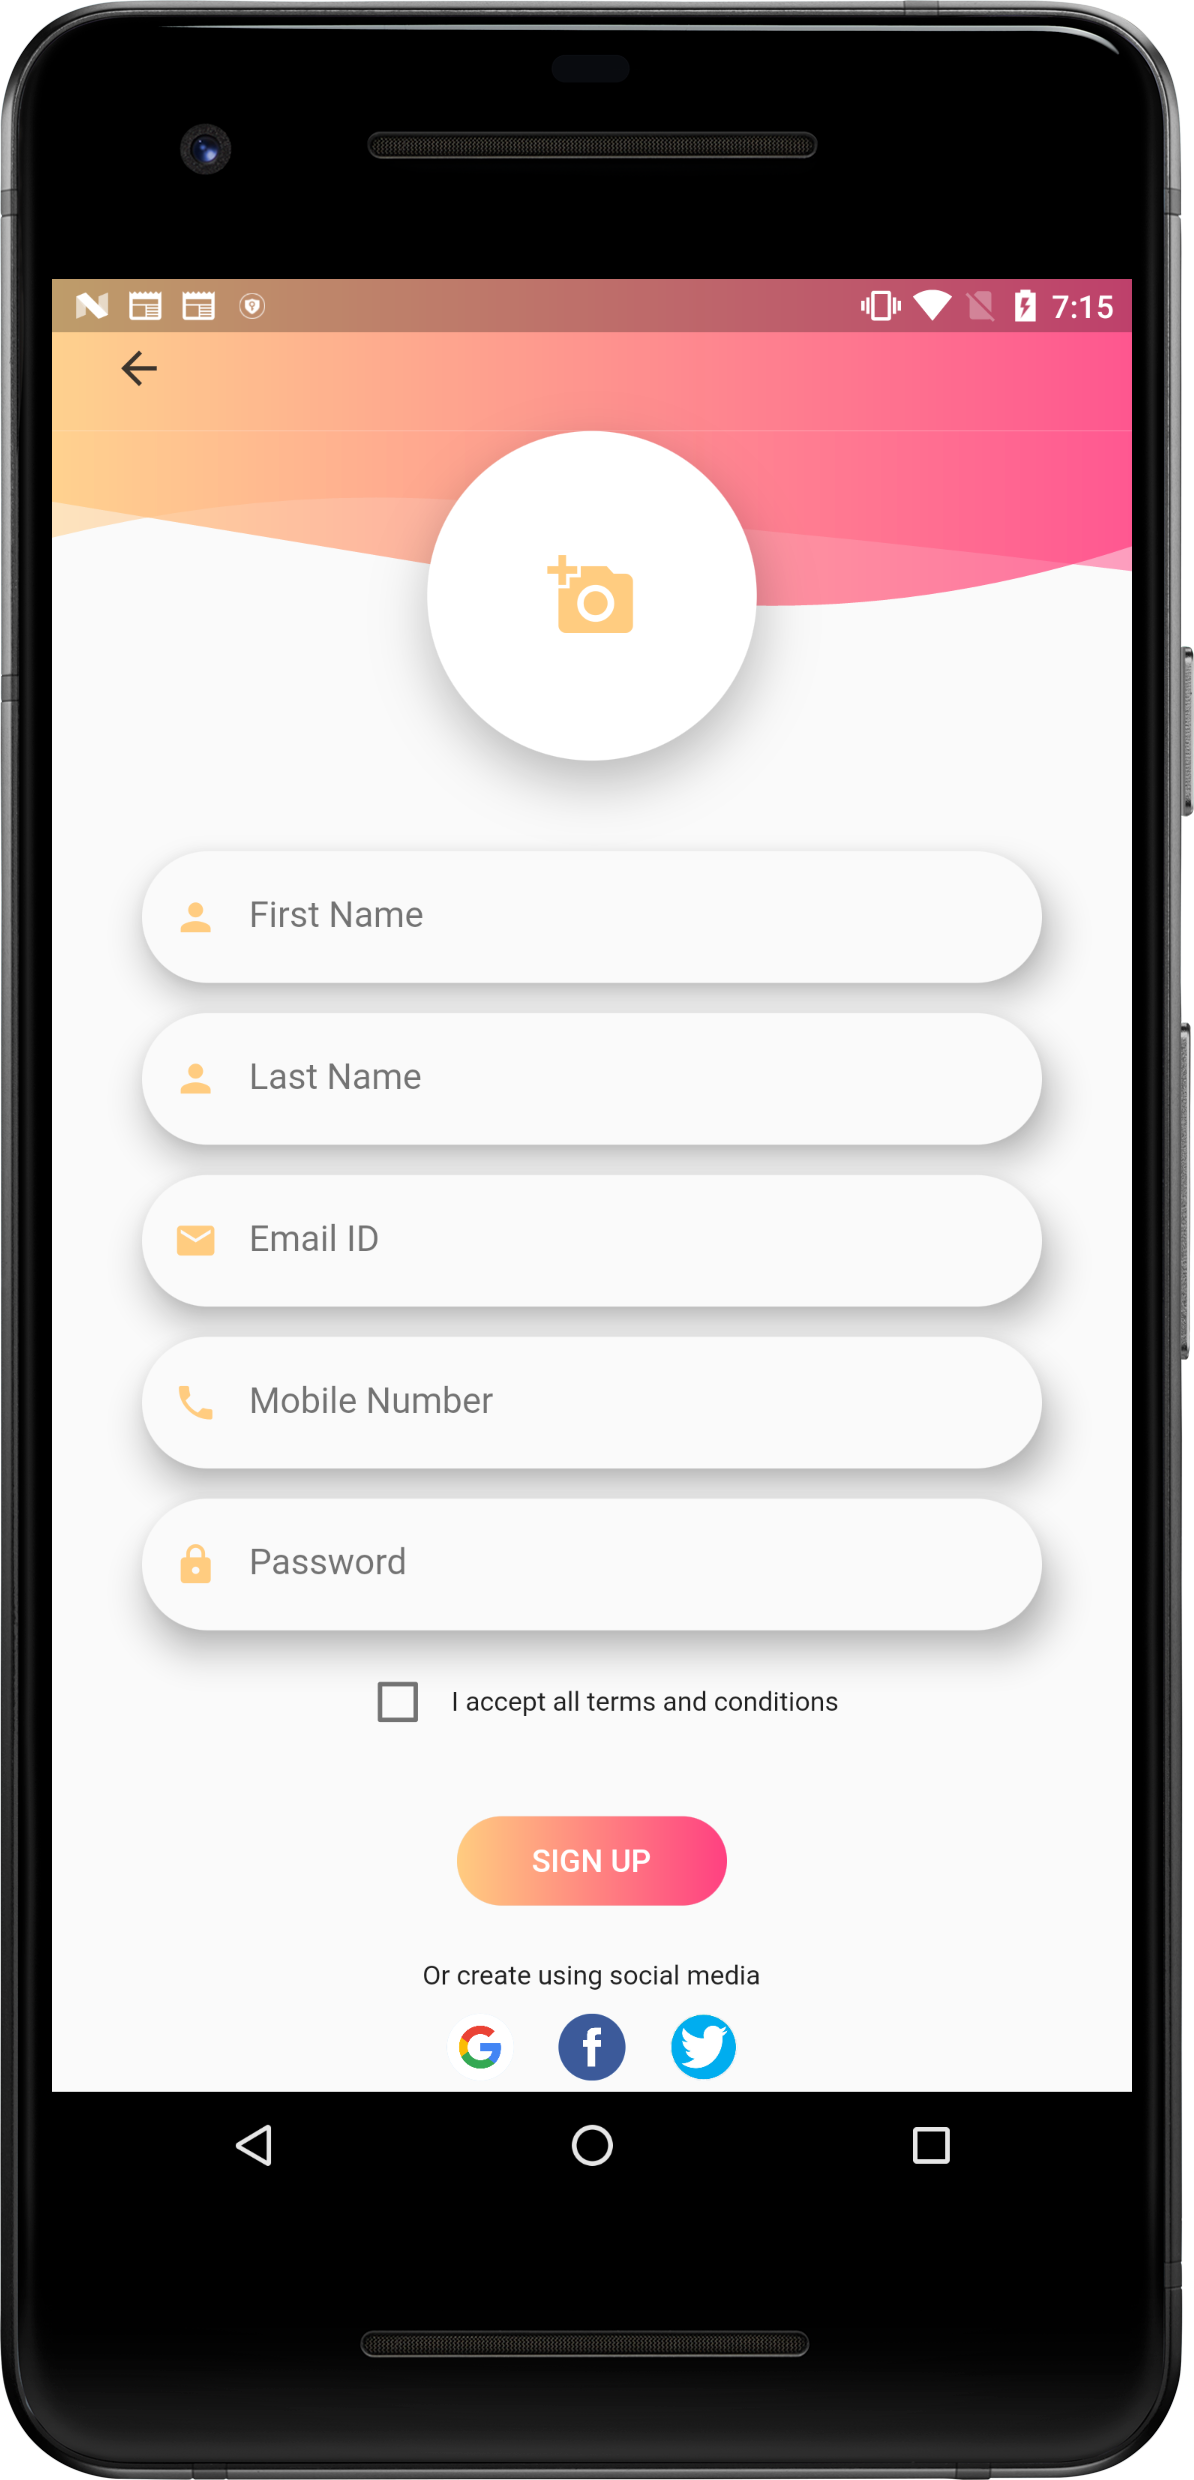 7:15
First Name
Last Name
Email ID
Mobile Number
Password
I accept all terms and conditions
SIGN UP
Or create using social media